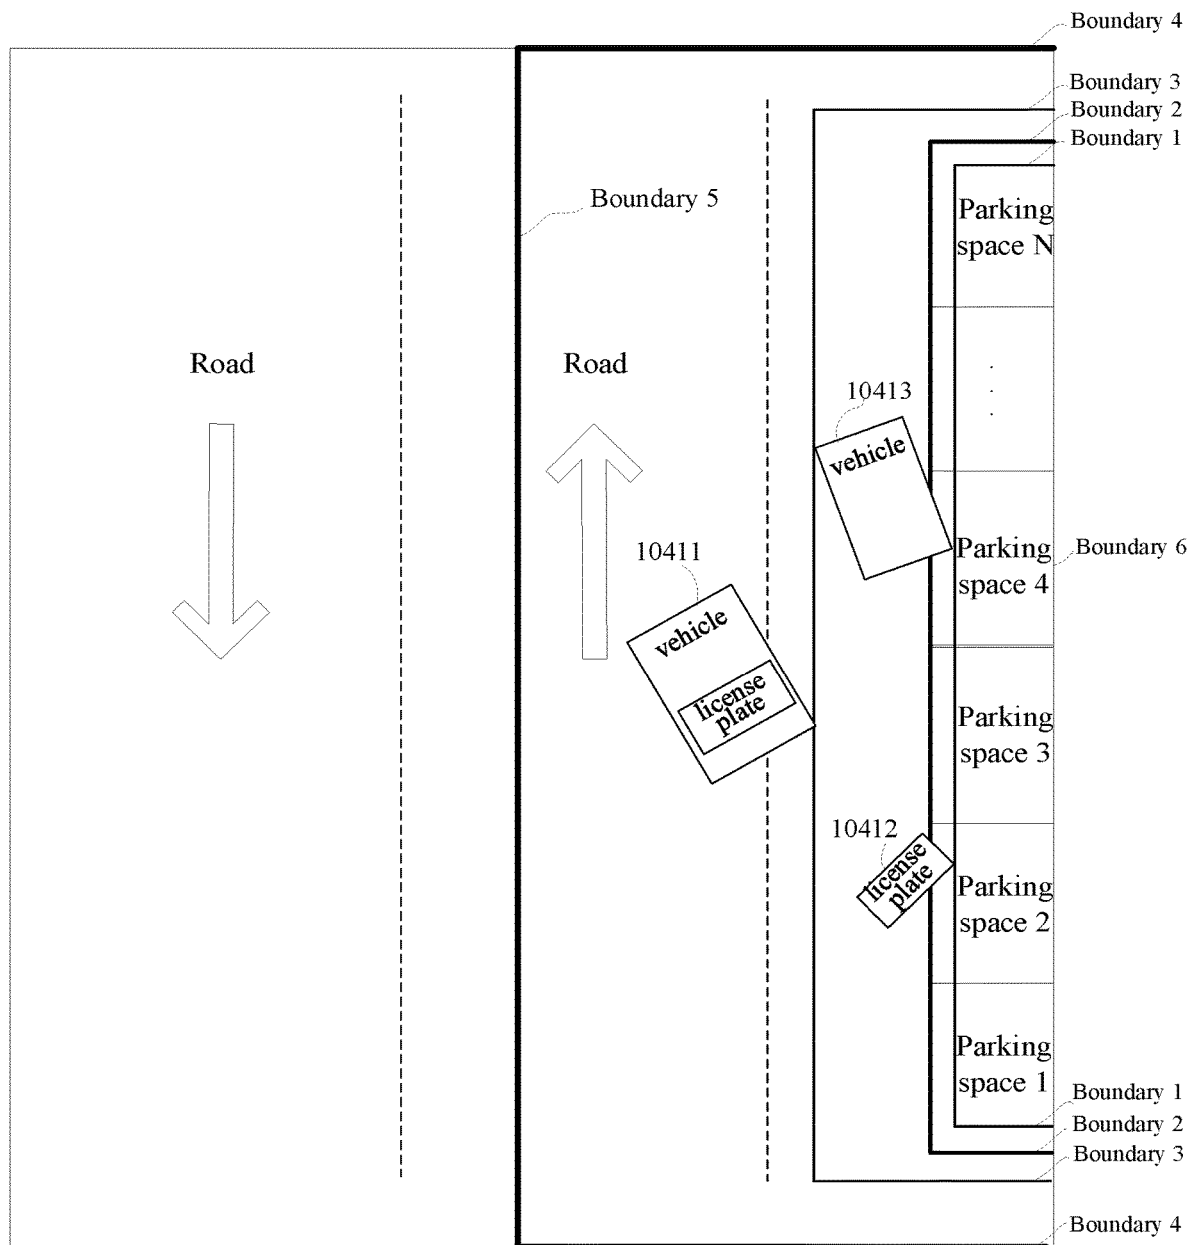 Boundary 4
Boundary 3
Boundary 2
Boundary 1
Boundary 5
Parking
space N
Road
Road
.
.
.
10413
vehicle
10411
Parking
space 4
Boundary 6
vehicle
license
plate
Parking
space 3
10412
license
plate
Parking
space 2
Parking
space 1
Boundary 1
Boundary 2
Boundary 3
Boundary 4